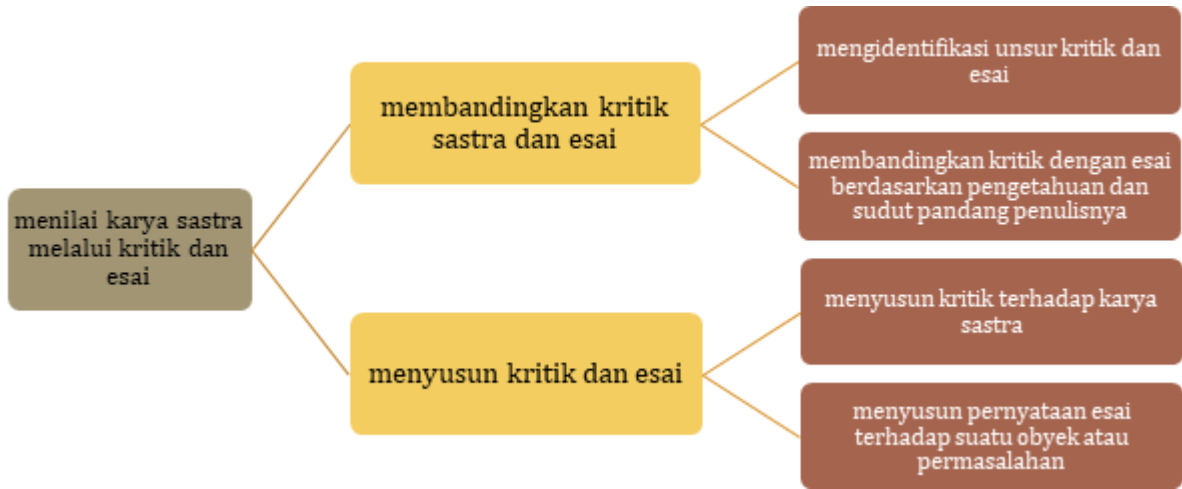 menilai karya sastra
melalui kritik dan
esai
membandingkan kritik
sastra dan esai
mengidentifikasi unsur kritik dan
esai
membandingkan kritik dengan esai
berdasarkan pengetahuan dan
sudut pandang penulisnya
menyusun kritik dan esai
menyusun kritik terhadap karya
sastra
menyusun pernyataan esai
terhadap suatu obyek atau
permasalahan